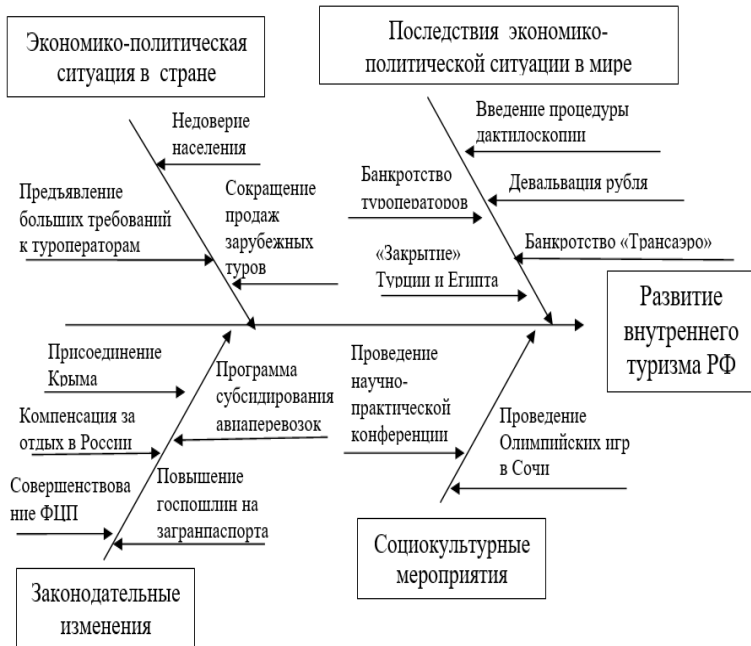 Экономико-политическая
ситуация в стране
Последствия экономико-
политической ситуации в мире
Недоверие
населения
Предъявление
больших требований
к туроператорам
Сокращение
продаж
зарубежных
туров
Введение процедуры
дактилоскопии
Банкротство
туроператоров
Девальвация рубля
Банкротство «Трансаэро»
«Закрытие»
Турции и Египта
Развитие
внутреннего
туризма РФ
Присоединение
Крыма
Программа
субсидирования
авиаперевозок
Компенсация за
отдых в России
Совершенствова
ние ФЦП
Повышение
госпошлин на
загранпаспорта
Проведение
научно-
практической
конференции
Проведение
Олимпийских игр
в Сочи
Законодательные
изменения
Социокультурные
мероприятия